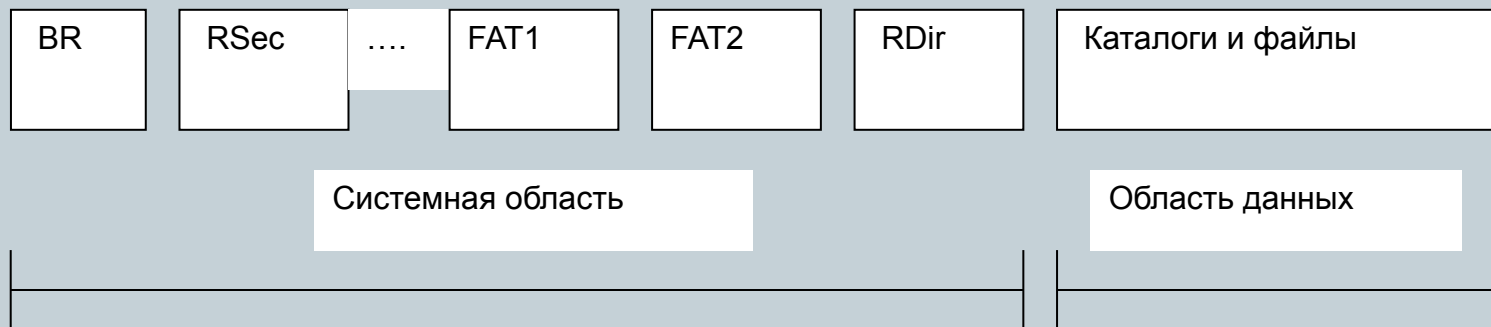 BR RSec .... FAT1 FAT2 RDir Каталоги и файлы
Системная область Область данных